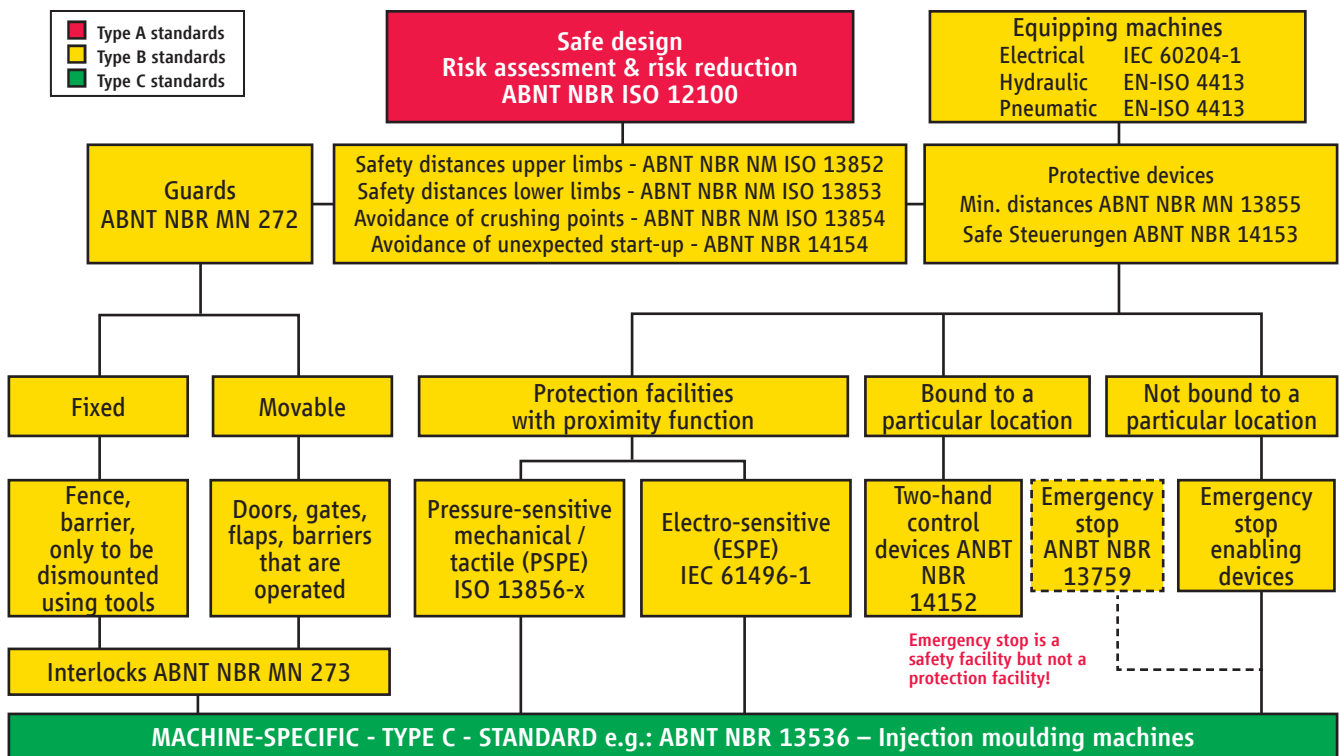 Type A standards
Type B standards
Type C standards
Safe design
Risk assessment & risk reduction
ABNT NBR ISO 12100
Equipping machines
Electrical IEC 60204-1
Hydraulic EN-ISO 4413
Pneumatic EN-ISO 4413
Guards
ABNT NBR MN 272
Safety distances upper limbs - ABNT NBR NM ISO 13852
Safety distances lower limbs - ABNT NBR NM ISO 13853
Avoidance of crushing points - ABNT NBR NM ISO 13854
Avoidance of unexpected start-up - ABNT NBR 14154
Protective devices
Min. distances ABNT NBR MN 13855
Safe Steuerungen ABNT NBR 14153
Fixed
Movable
Protection facilities
with proximity function
Bound to a
particular location
Not bound to a
particular location
Fence,
barrier,
only to be
dismounted
using tools
Doors, gates,
flaps, barriers
that are
operated
Pressure-sensitive
mechanical /
tactile (PSPE)
ISO 13856-x
Electro-sensitive
(ESPE)
IEC 61496-1
Two-hand
control
devices ANBT
NBR
14152
Emergency
stop
ANBT NBR
13759
Emergency
stop
enabling
devices
Interlocks ABNT NBR MN 273
Emergency stop is a
safety facility but not a
protection facility!
MACHINE-SPECIFIC - TYPE C - STANDARD e.g.: ABNT NBR 13536 – Injection moulding machines